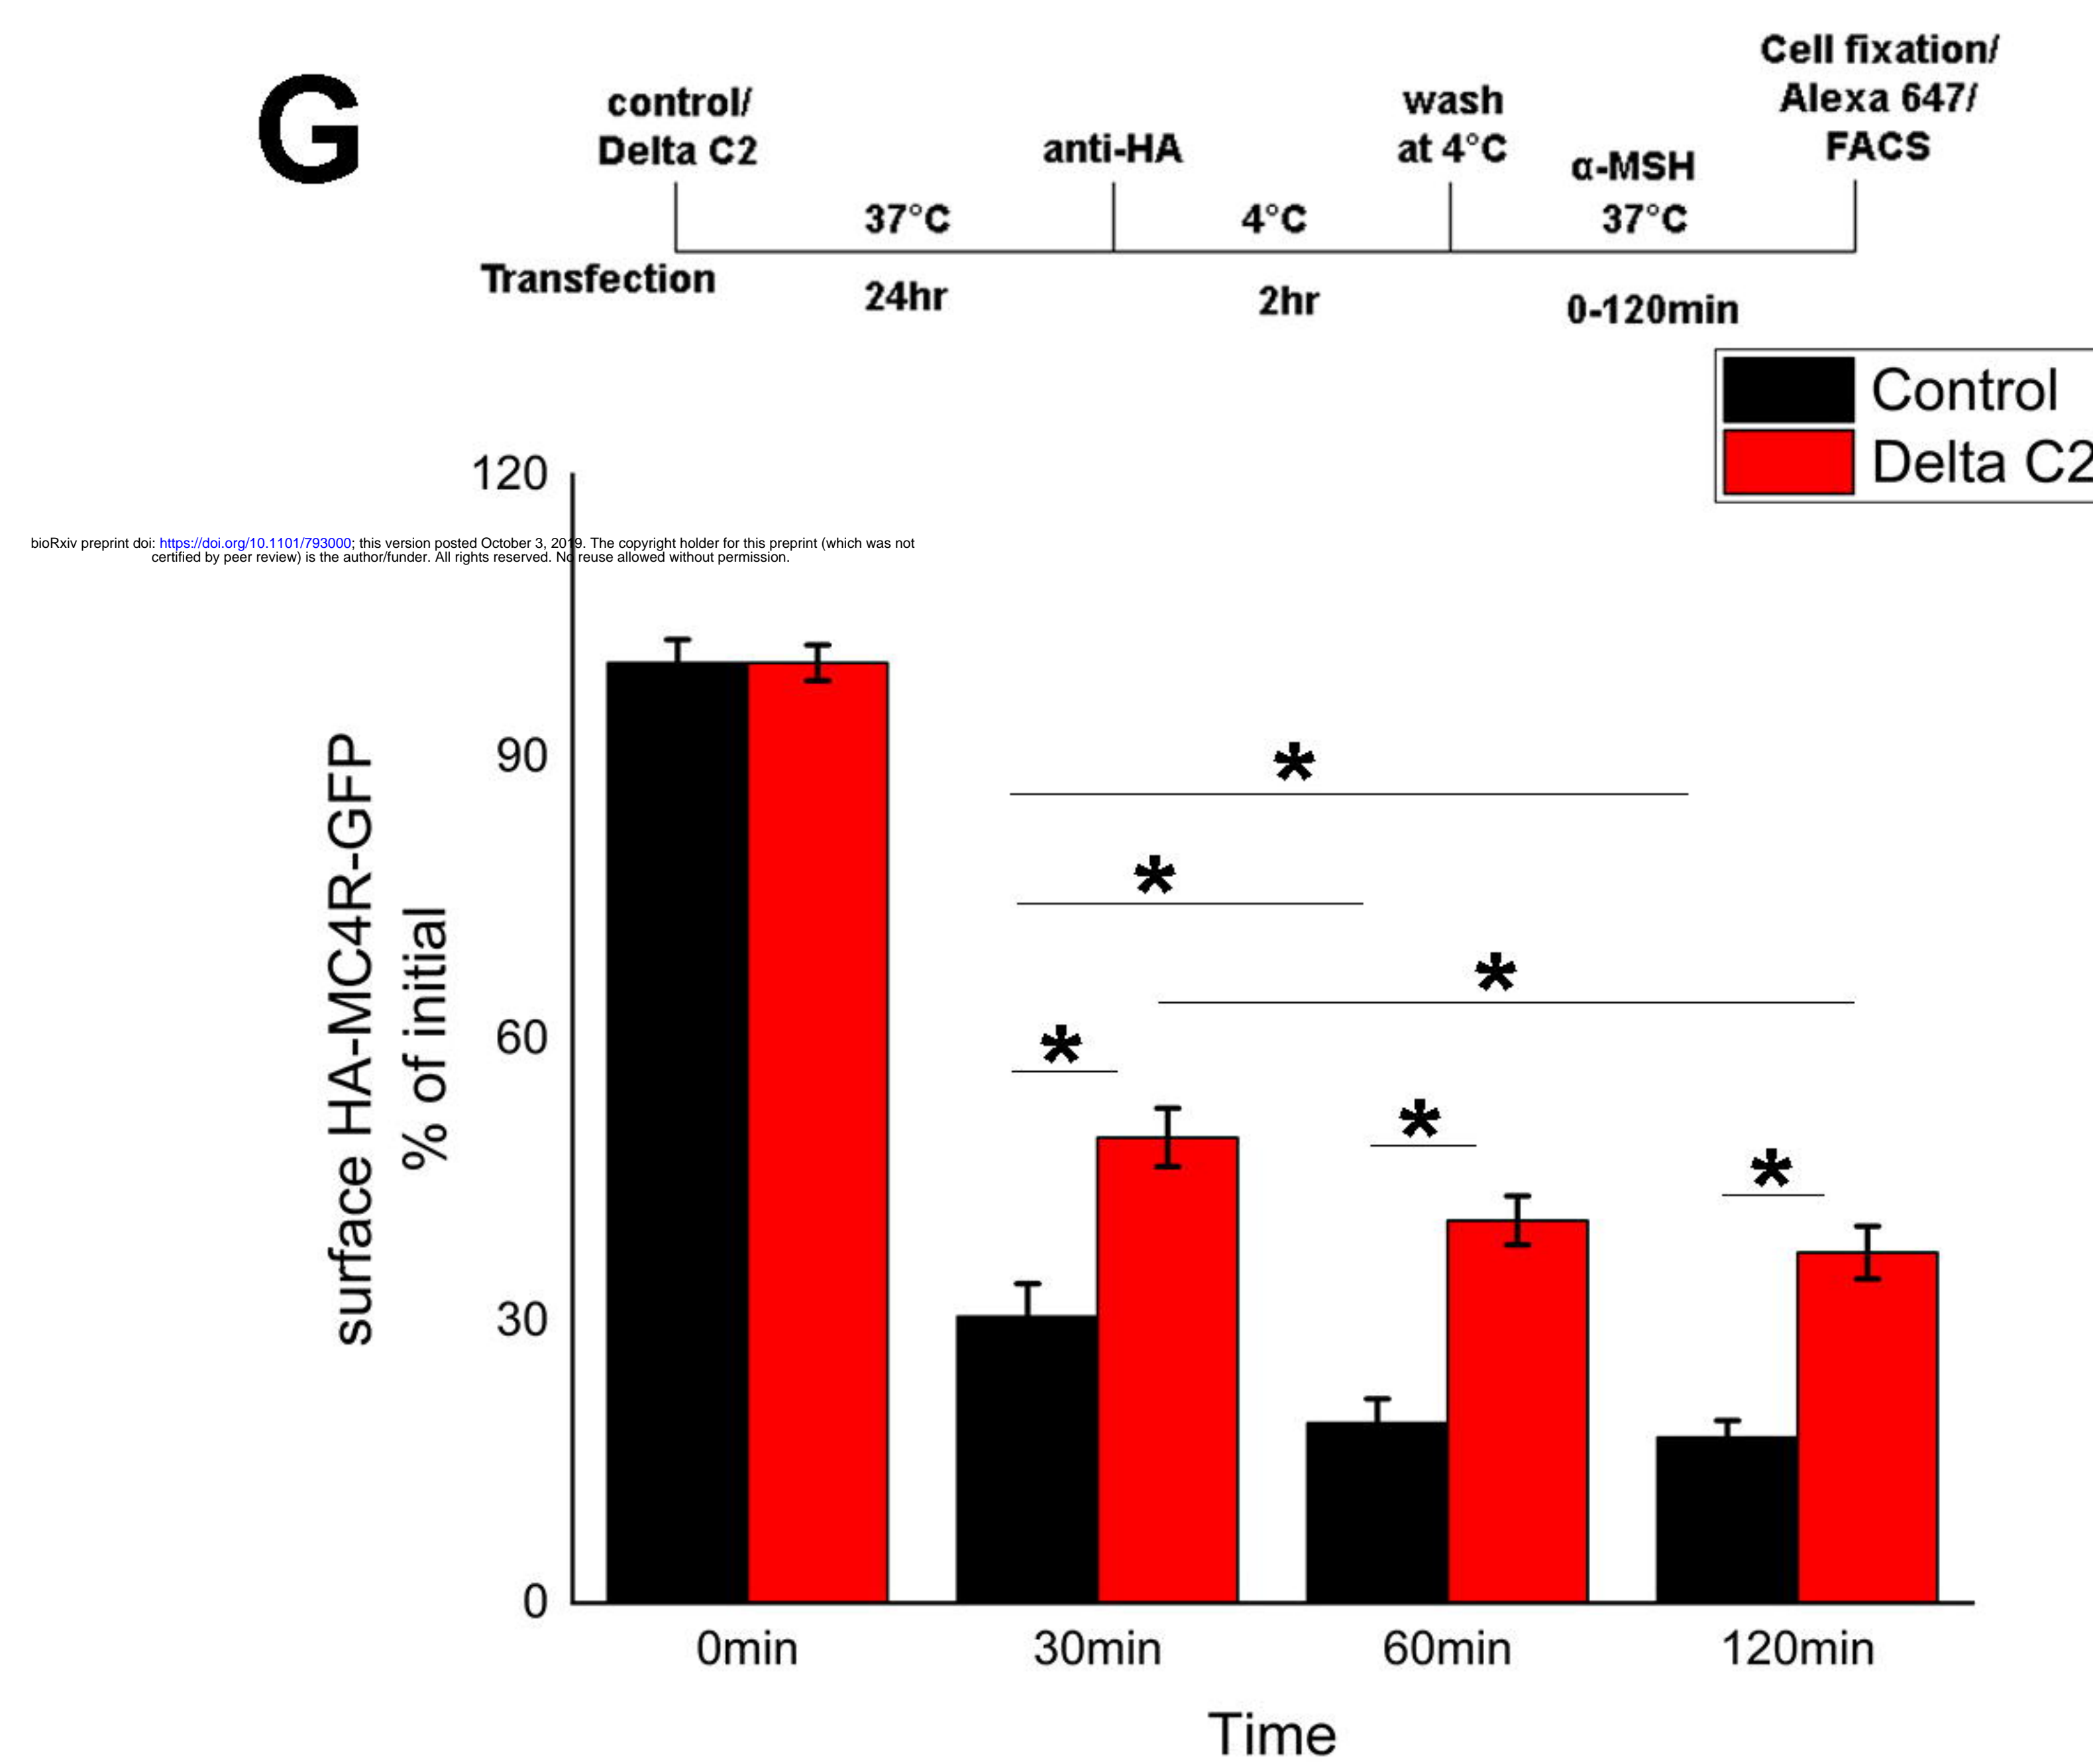 G
control/
Delta C2
anti-HA
wash
at 4°C
α-MSH
Cell fixation/
Alexa 647/
FACS
37°C
4°C
37°C
Transfection
24hr
2hr
0-120min
Control
Delta C2
120
bioRxiv preprint doi: https://doi.org/10.1101/793000; this version posted October 3, 2019. The copyright holder for this preprint (which was not
certified by peer review) is the author/funder. All rights reserved. No reuse allowed without permission.
90
60
30
0
surface HA-MC4R-GFP
% of initial
*
*
*
*
*
*
0min
30min
60min
120min
Time